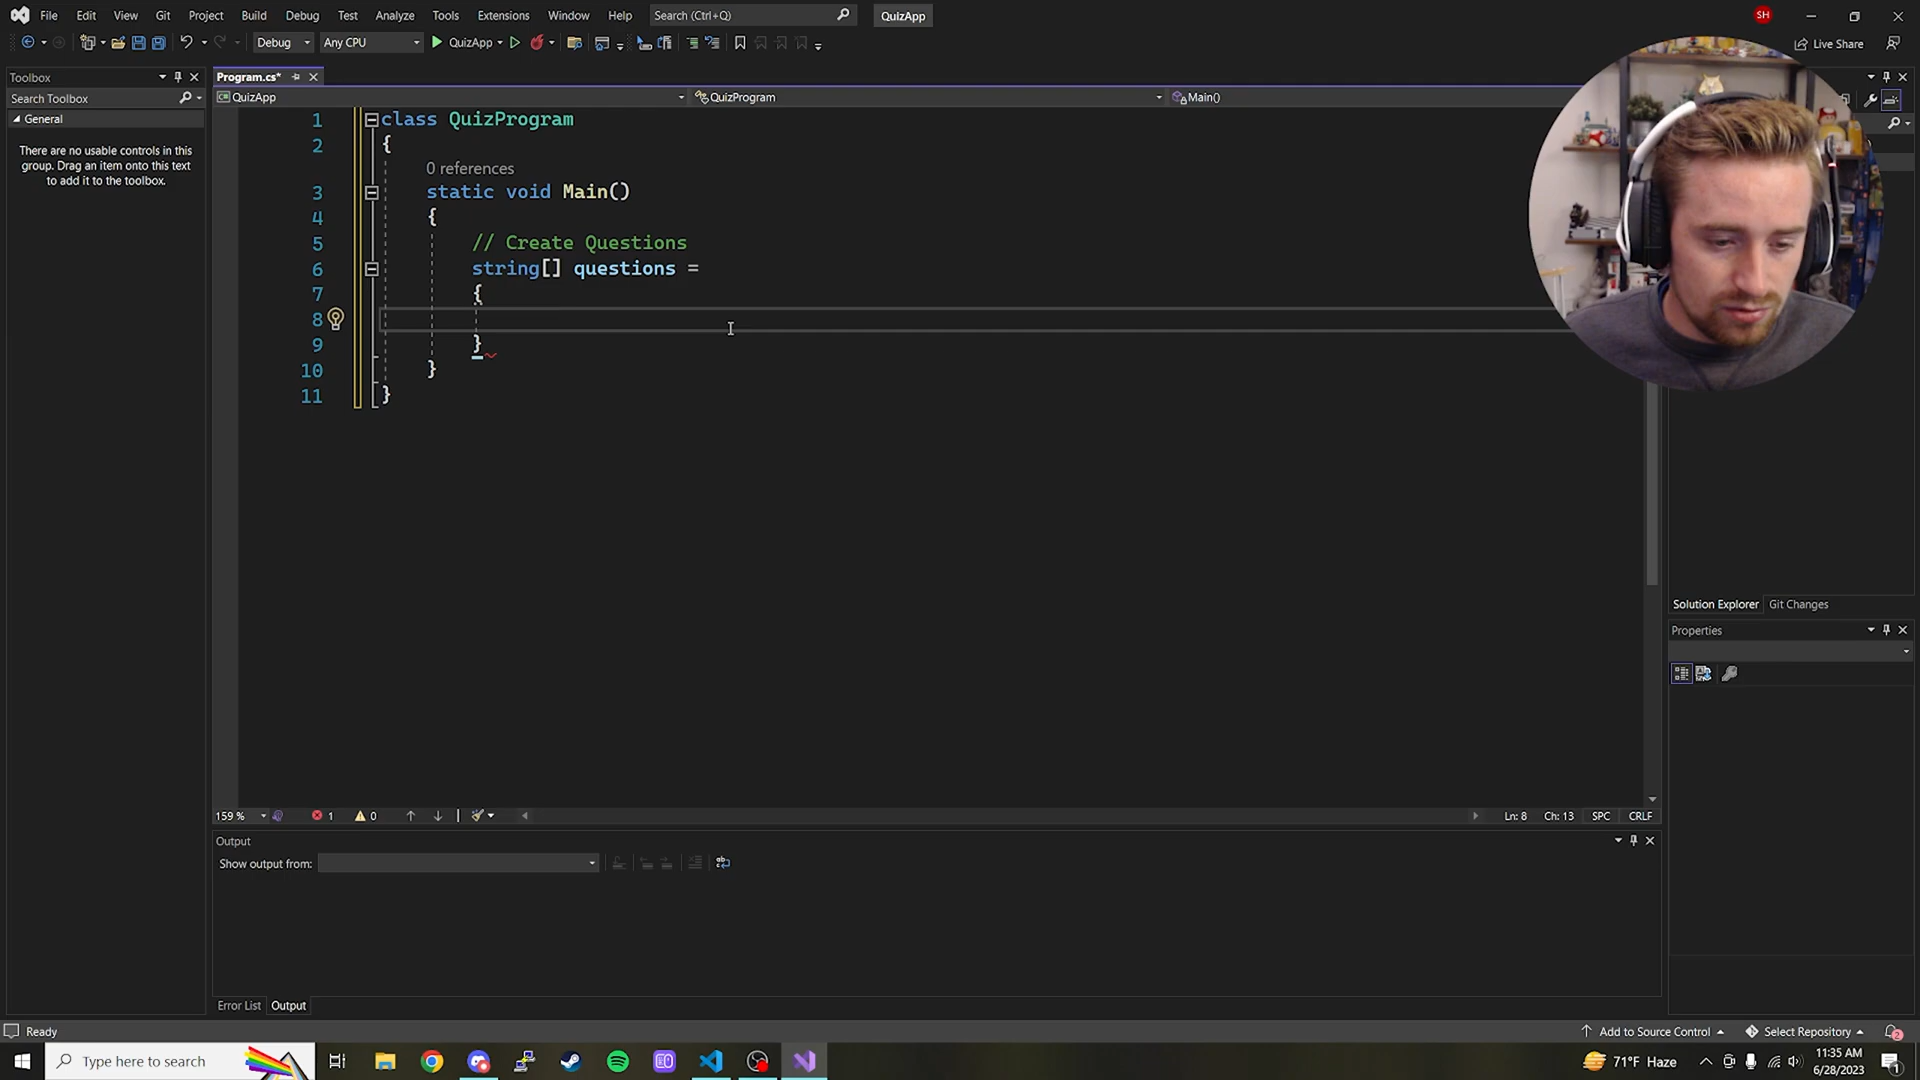 File Edit View Git Project Build Debug Test Analyze Tools Extensions Window Help Search (Ctrl+Q) QuizApp SH
Debug Any CPU QuizApp Live Share
Toolbox
Search Toolbox
General
There are no usable controls in this
group. Drag an item onto this text
to add it to the toolbox.
Program.cs*
QuizApp QuizProgram Main()
1 class QuizProgram
2 {
0 references
3 static void Main()
4 {
5 // Create Questions
6 string[] questions =
7 {
8
9 }
10 }
11 }
Solution Explorer Git Changes
Properties
159 % 1 0 Ln: 8 Ch: 13 SPC CRLF
Output
Show output from:
Error List Output
Ready Add to Source Control Select Repository 2
Type here to search 71°F Haze 11:35 AM
6/28/2023 1